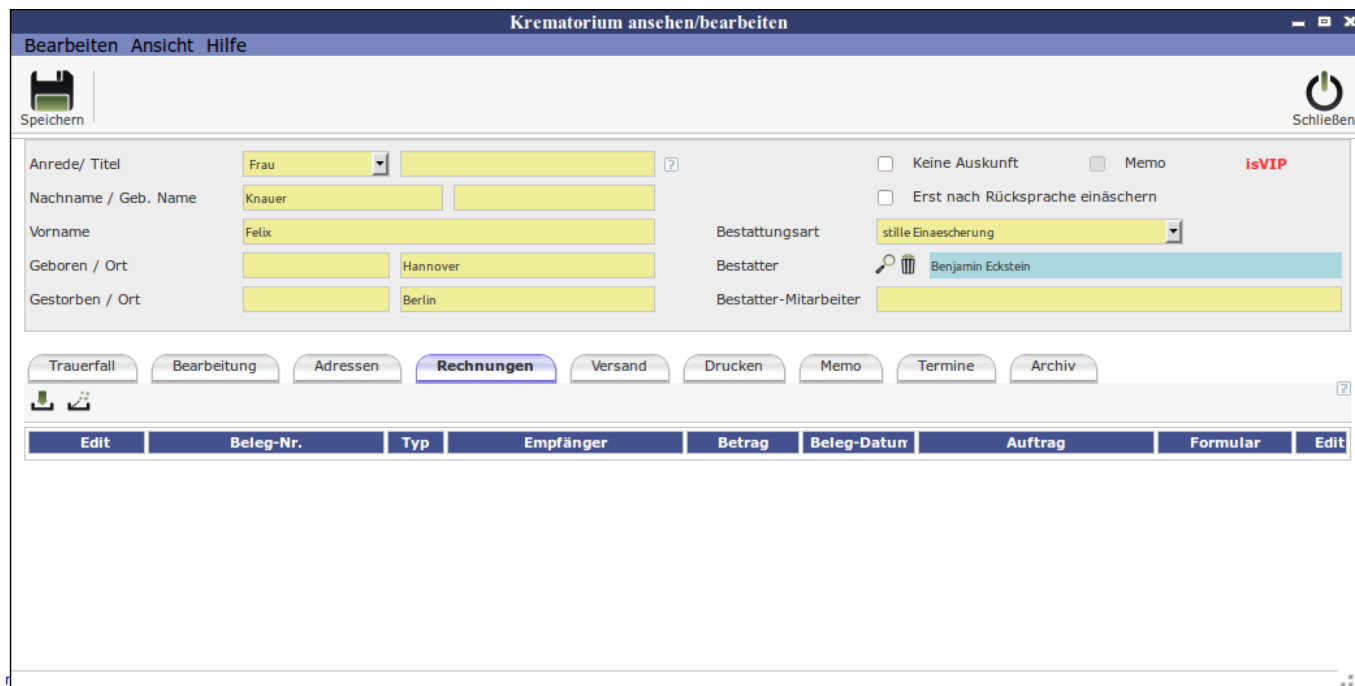 Krematorium ansehen/bearbeiten
Bearbeiten Ansicht Hilfe
Speichern
Schließen
Anrede/ Titel Frau ? Keine Auskunft Memo isVIP
Nachname / Geb. Name Knauer Erst nach Rücksprache einäschern
Vorname Felix Bestattungsart stille Einaescherung
Geboren / Ort Hannover Bestatter Benjamin Eckstein
Gestorben / Ort Berlin Bestatter-Mitarbeiter
Trauerfall Bearbeitung Adressen Rechnungen Versand Drucken Memo Termine Archiv
?
Edit Beleg-Nr. Typ Empfänger Betrag Beleg-Datum Auftrag Formular Edit